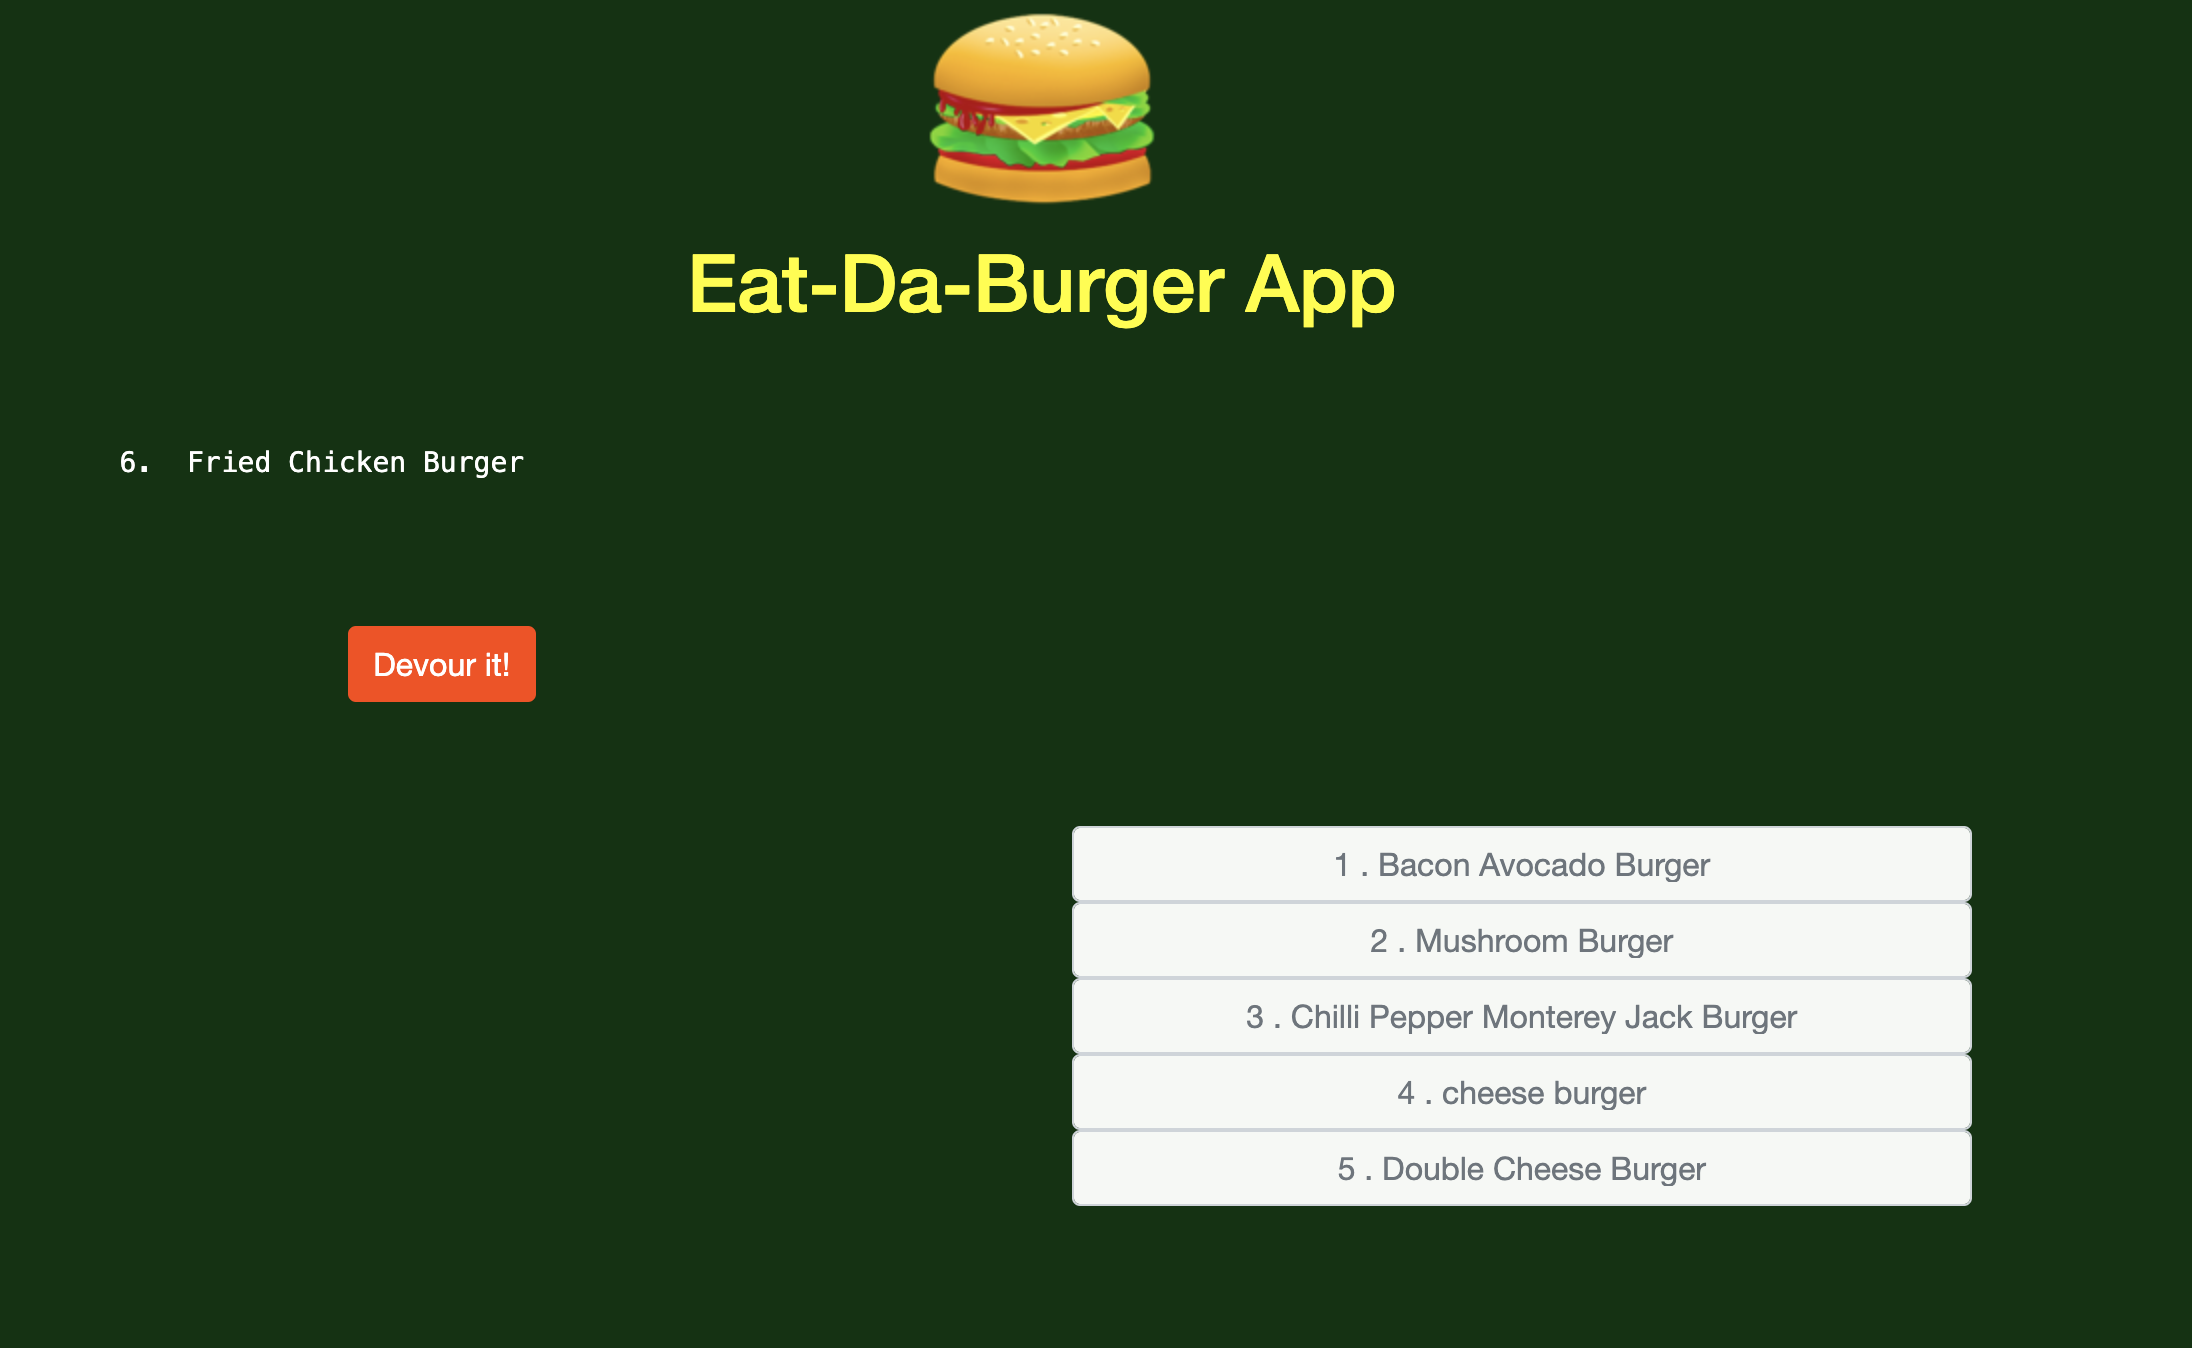 Eat-Da-Burger App
6. Fried Chicken Burger
Devour it!
1 . Bacon Avocado Burger
2 . Mushroom Burger
3 . Chilli Pepper Monterey Jack Burger
4 . cheese burger
5 . Double Cheese Burger